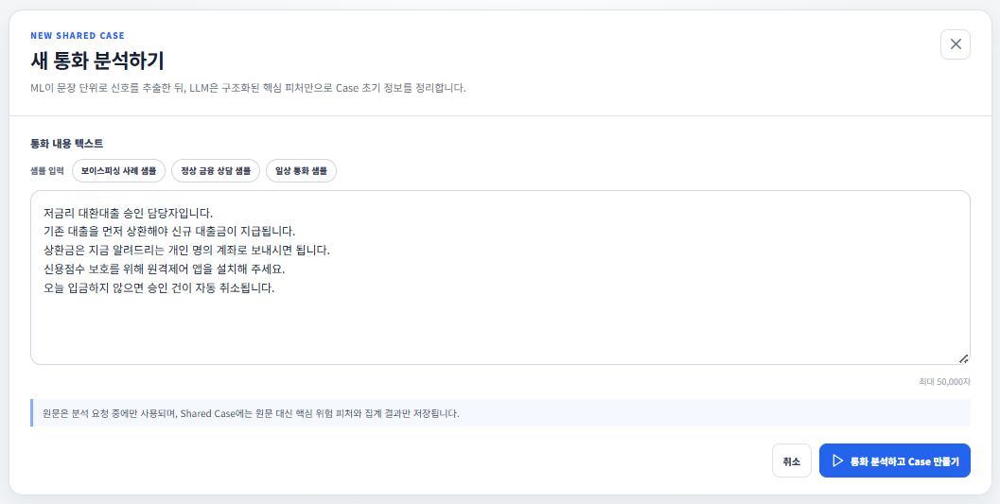 NEW SHARED CASE
새 통화 분석하기
ML이 문장 단위로 신호를 추출한 뒤, LLM은 구조화된 핵심 피처만으로 Case 초기 정보를 정리합니다.
통화 내용 텍스트
샘플 입력 보이스피싱 사례 샘플 정상 금융 상담 샘플 일상 통화 샘플
저금리 대환대출 승인 담당자입니다.
기존 대출을 먼저 상환해야 신규 대출금이 지급됩니다.
상환금은 지금 알려드리는 개인 명의 계좌로 보내시면 됩니다.
신용점수 보호를 위해 원격제어 앱을 설치해 주세요.
오늘 입금하지 않으면 승인 건이 자동 취소됩니다.
최대 50,000자
원문은 분석 요청 중에만 사용되며, Shared Case에는 원문 대신 핵심 위험 피처와 집계 결과만 저장됩니다.
취소 통화 분석하고 Case 만들기